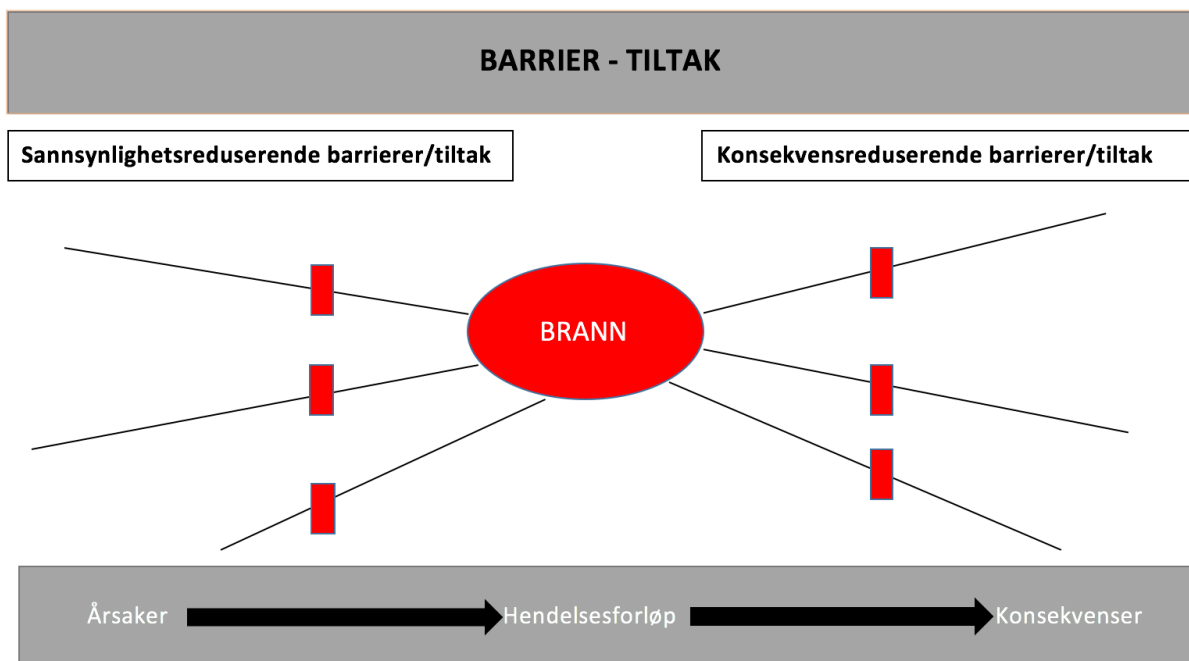 BARRIER - TILTAK
Sannsynlighetsreduserende barrierer/tiltak
Konsekvensreduserende barrierer/tiltak
BRANN
Årsaker
Hendelsesforløp
Konsekvenser